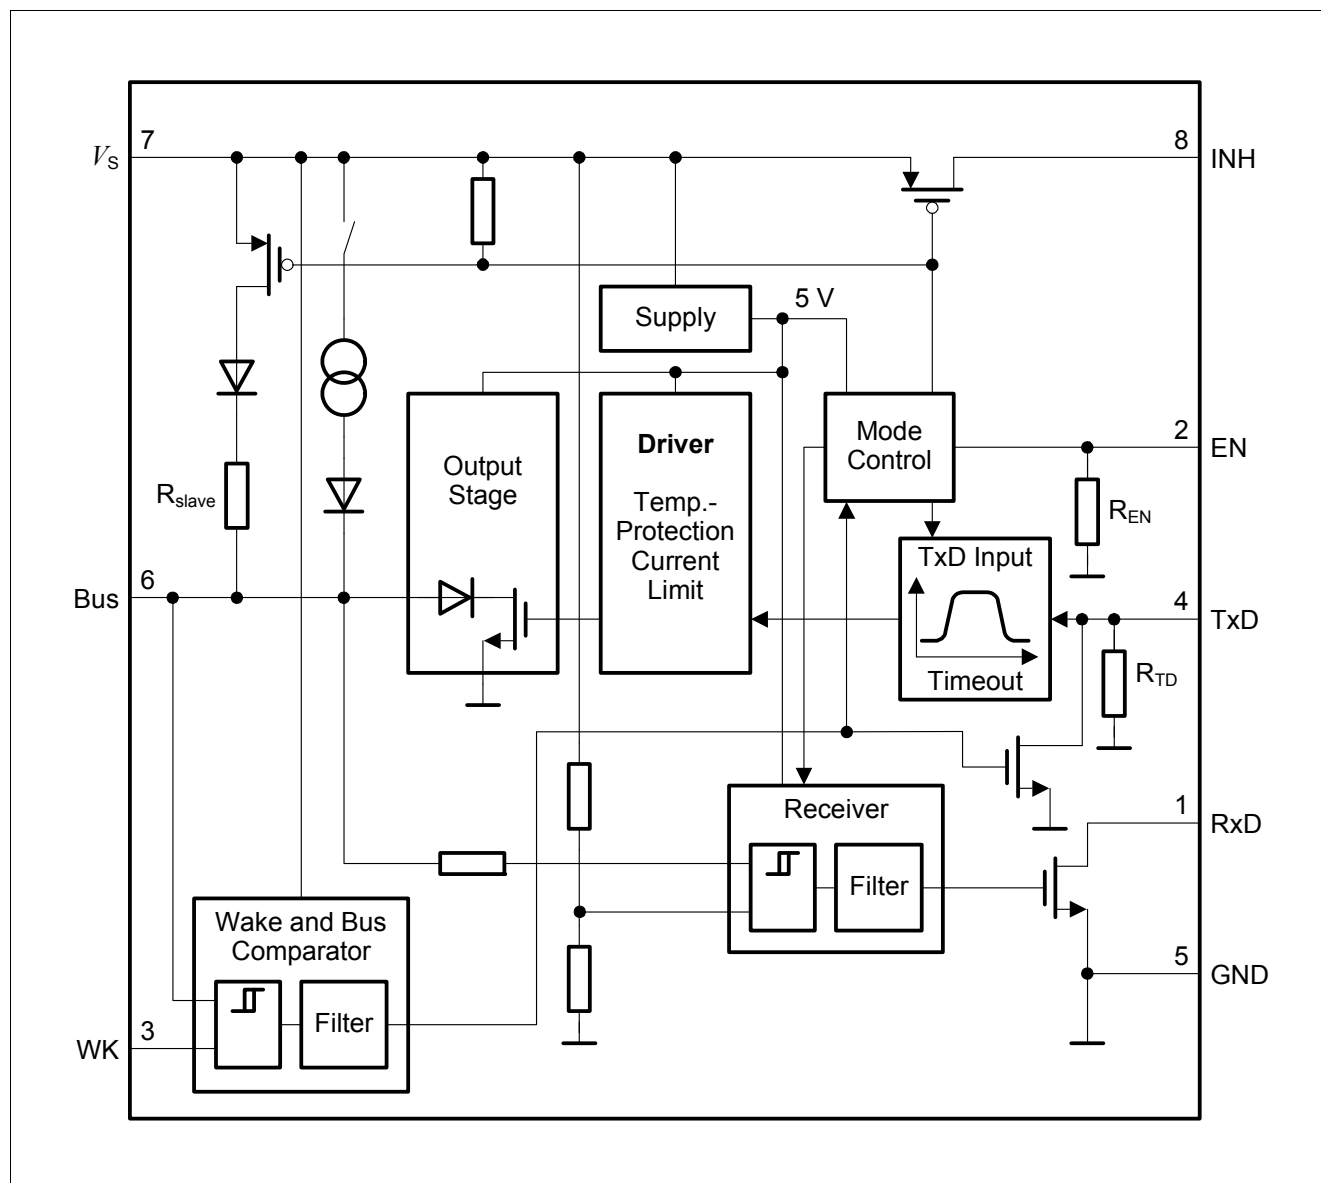 7
8
VS
INH
Supply
5 V
2
EN
Mode
Control
Driver
Output
Stage
Rslave
Temp.-
Protection
Current
Limit
REN
TxD Input
Timeout
6
Bus
4
TxD
RTD
1
RxD
Receiver
Filter
Wake and Bus
Comparator
Filter
5
GND
3
WK